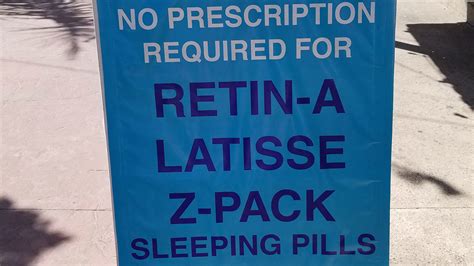 NO PRESCRIPTION
REQUIRED FOR
RETIN-A
LATISSE
Z-PACK
SLEEPING PILLS